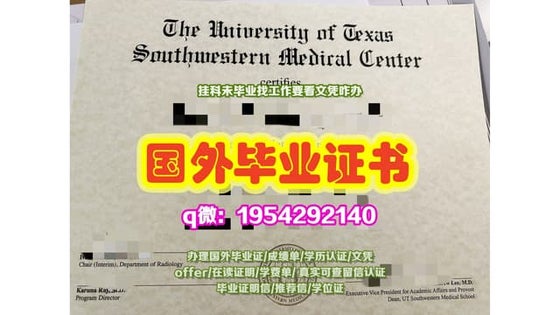 The University of Texas
Southwestern Medical Center
certifies
挂科未毕业找工作要看文凭咋办
国外毕业证书
q微：1954292140
办理国外毕业证/成绩单/学历认证/文凭
offer/在读证明/学费单/真实可查留信认证
毕业证明信/推荐信/学位证
Chair (Interim), Department of Radiology
Program Director
Lee, M.D.
Executive Vice President for Academic Affairs and Provost
Dean, UT Southwestern Medical School